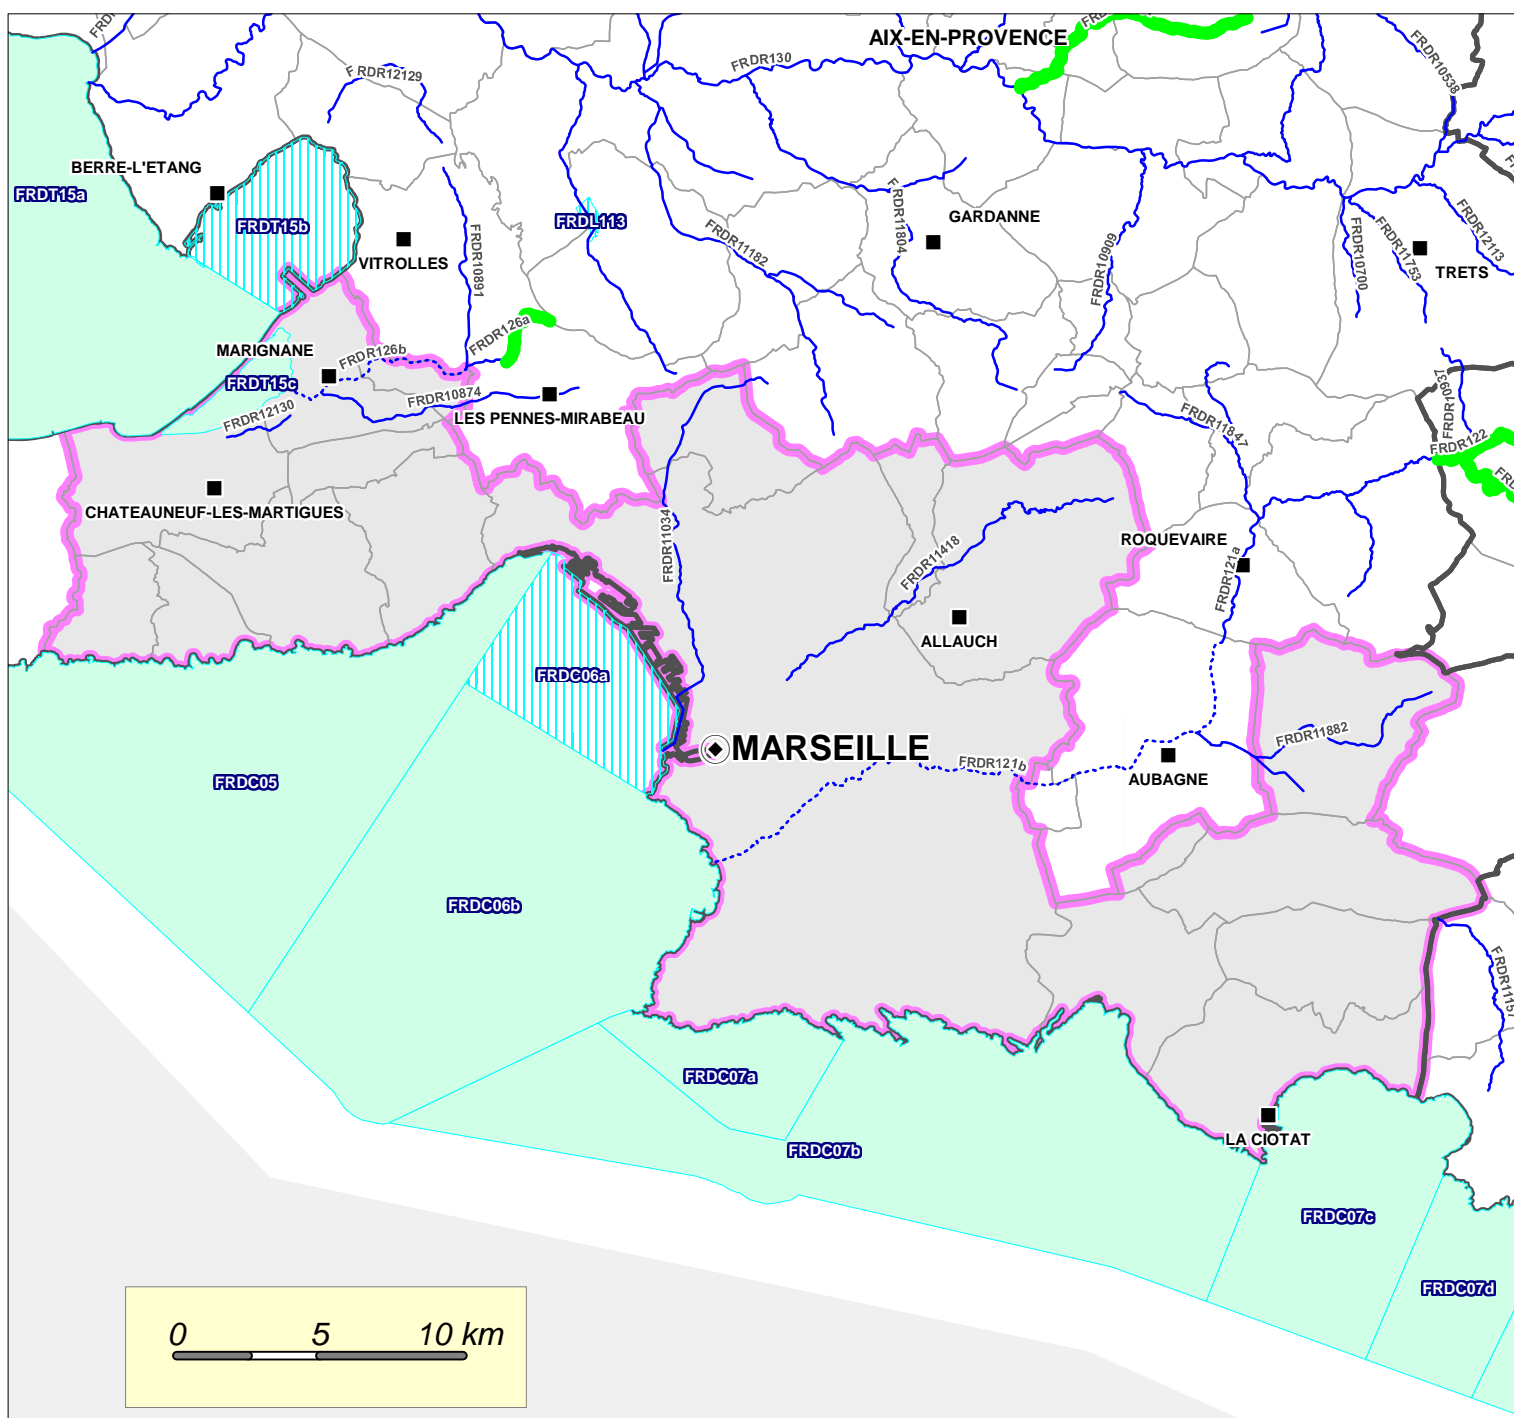 AIX-EN-PROVENCE
FRDR130
FRDR12129
FRDR10538
BERRE-L'ETANG
FRDT15a
FRDT15b
FRDL113
VITROLLES
FRDR10891
FRDR11182
FRDR11804
GARDANNE
FRDR10909
FRDR10700
FRDR11753
FRDR12113
TRETS
MARIGNANE
FRDR126b
FRDR126a
FRDT15c
FRDR12130
FRDR10874
LES PENNES-MIRABEAU
FRDR11847
FRDR10937
FRDR122
CHATEAUNEUF-LES-MARTIGUES
FRDR11034
FRDR11418
ROQUEVAIRE
FRDR121a
ALLAUCH
FRDC06a
MARSEILLE
FRDR121b
FRDR11882
AUBAGNE
FRDC05
FRDC06b
FRDR11157
FRDC07a
FRDC07b
LA CIOTAT
FRDC07c
FRDC07d
0 5 10 km